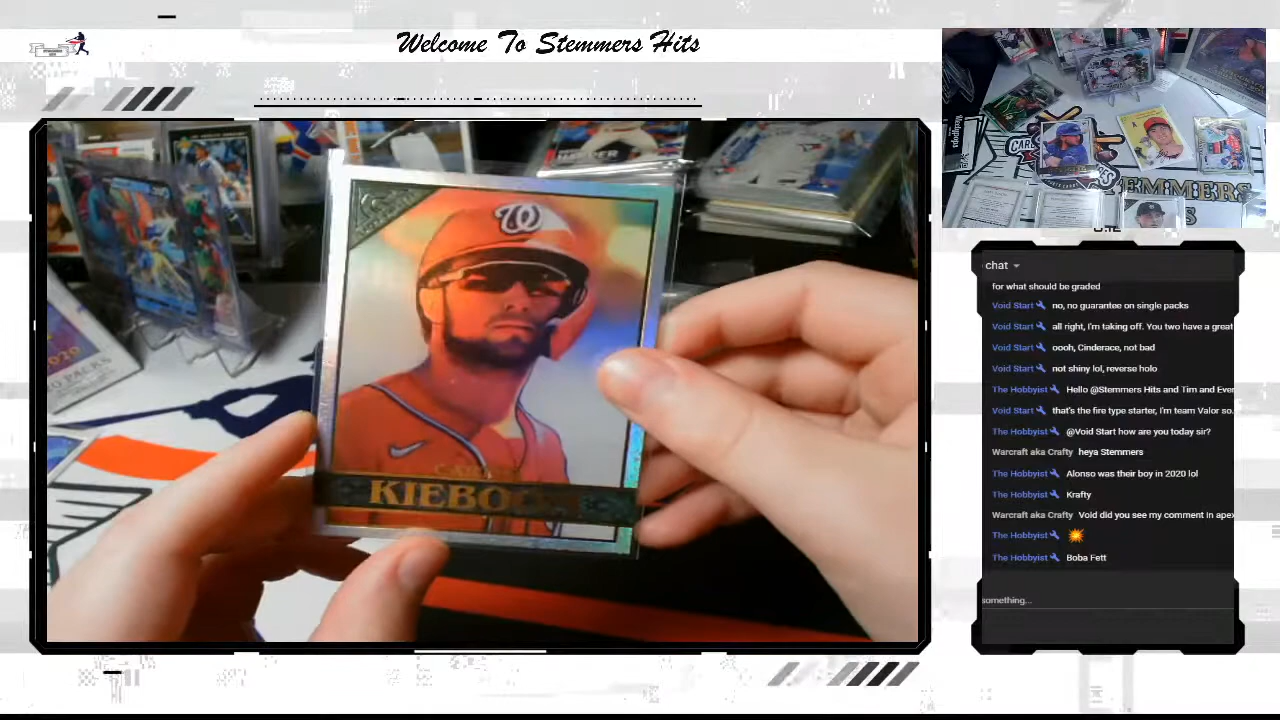 Welcome To Stemmers Hits
KIEBO
2020
chat
for what should be graded
Void Start no, no guarantee on single packs
Void Start all right, I'm taking off. You two have a great
Void Start oooh, Cinderace, not bad
Void Start not shiny lol, reverse holo
The Hobbyist Hello @Stemmers Hits and Tim and Ever
Void Start that's the fire type starter, I'm team Valor so.
The Hobbyist @Void Start how are you today sir?
Warcraft aka Crafty heya Stemmers
The Hobbyist Alonso was their boy in 2020 lol
The Hobbyist Krafty
Warcraft aka Crafty Void did you see my comment in apex
The Hobbyist 💥
The Hobbyist Boba Fett
something...